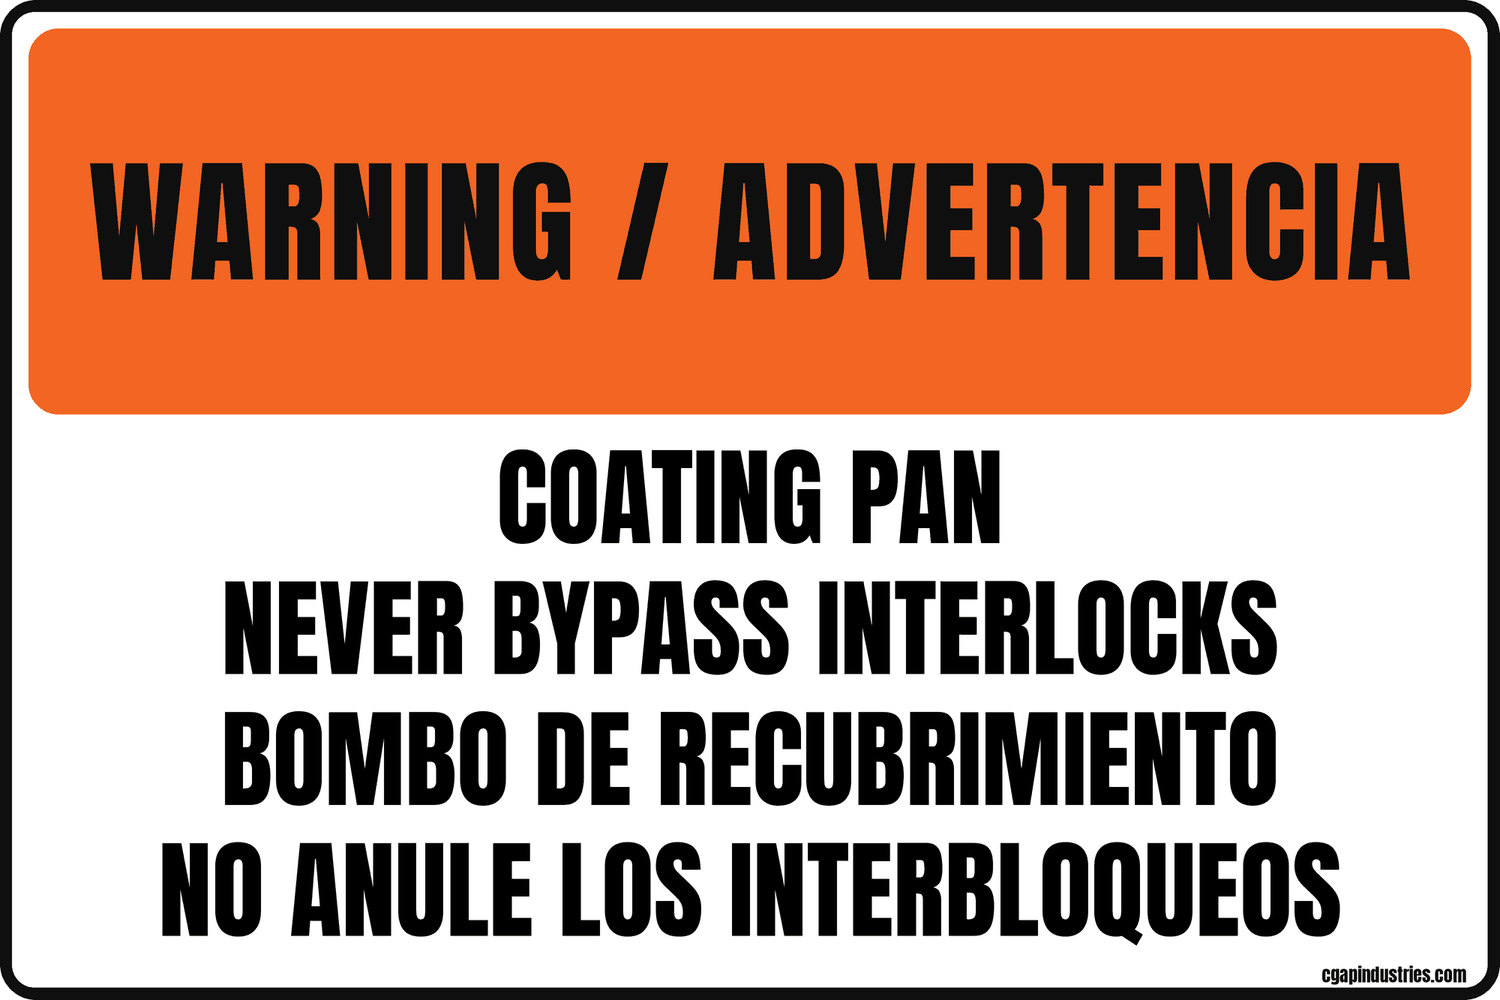 WARNING / ADVERTENCIA
COATING PAN
NEVER BYPASS INTERLOCKS
BOMBO DE RECUBRIMIENTO
NO ANULE LOS INTERBLOQUEOS
cgapindustries.com